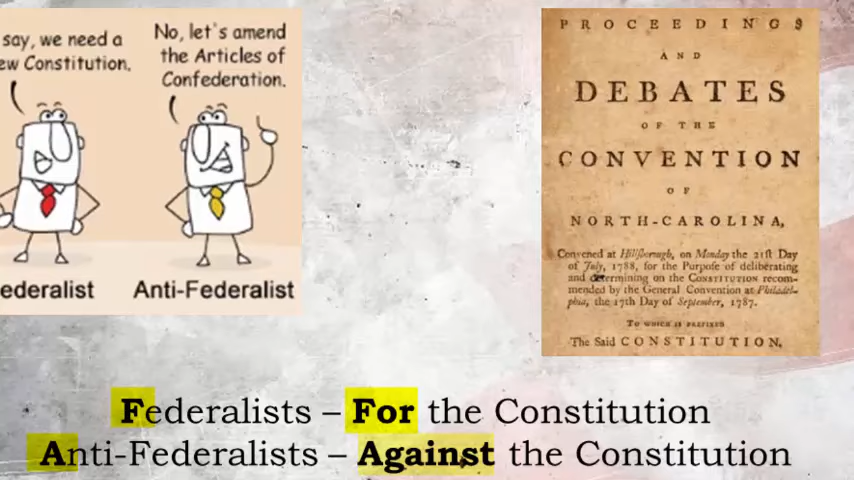 say, we need a
ew Constitution.
No, let's amend
the Articles of
Confederation.
ederalist
Anti-Federalist
PROCEEDINGS
AND
DEBATES
OF THE
CONVENTION
OF
NORTH-CAROLINA,
Convened at Hillsborough, on Monday the 21st Day
of July, 1788, for the Purpose of deliberating
and determining on the CONSTITUTION recom-
mended by the General Convention at Philadel-
phia, the 17th Day of September, 1787.
TO WHICH IS PREFIXED
The Said CONSTITUTION.
Federalists – For the Constitution
Anti-Federalists – Against the Constitution